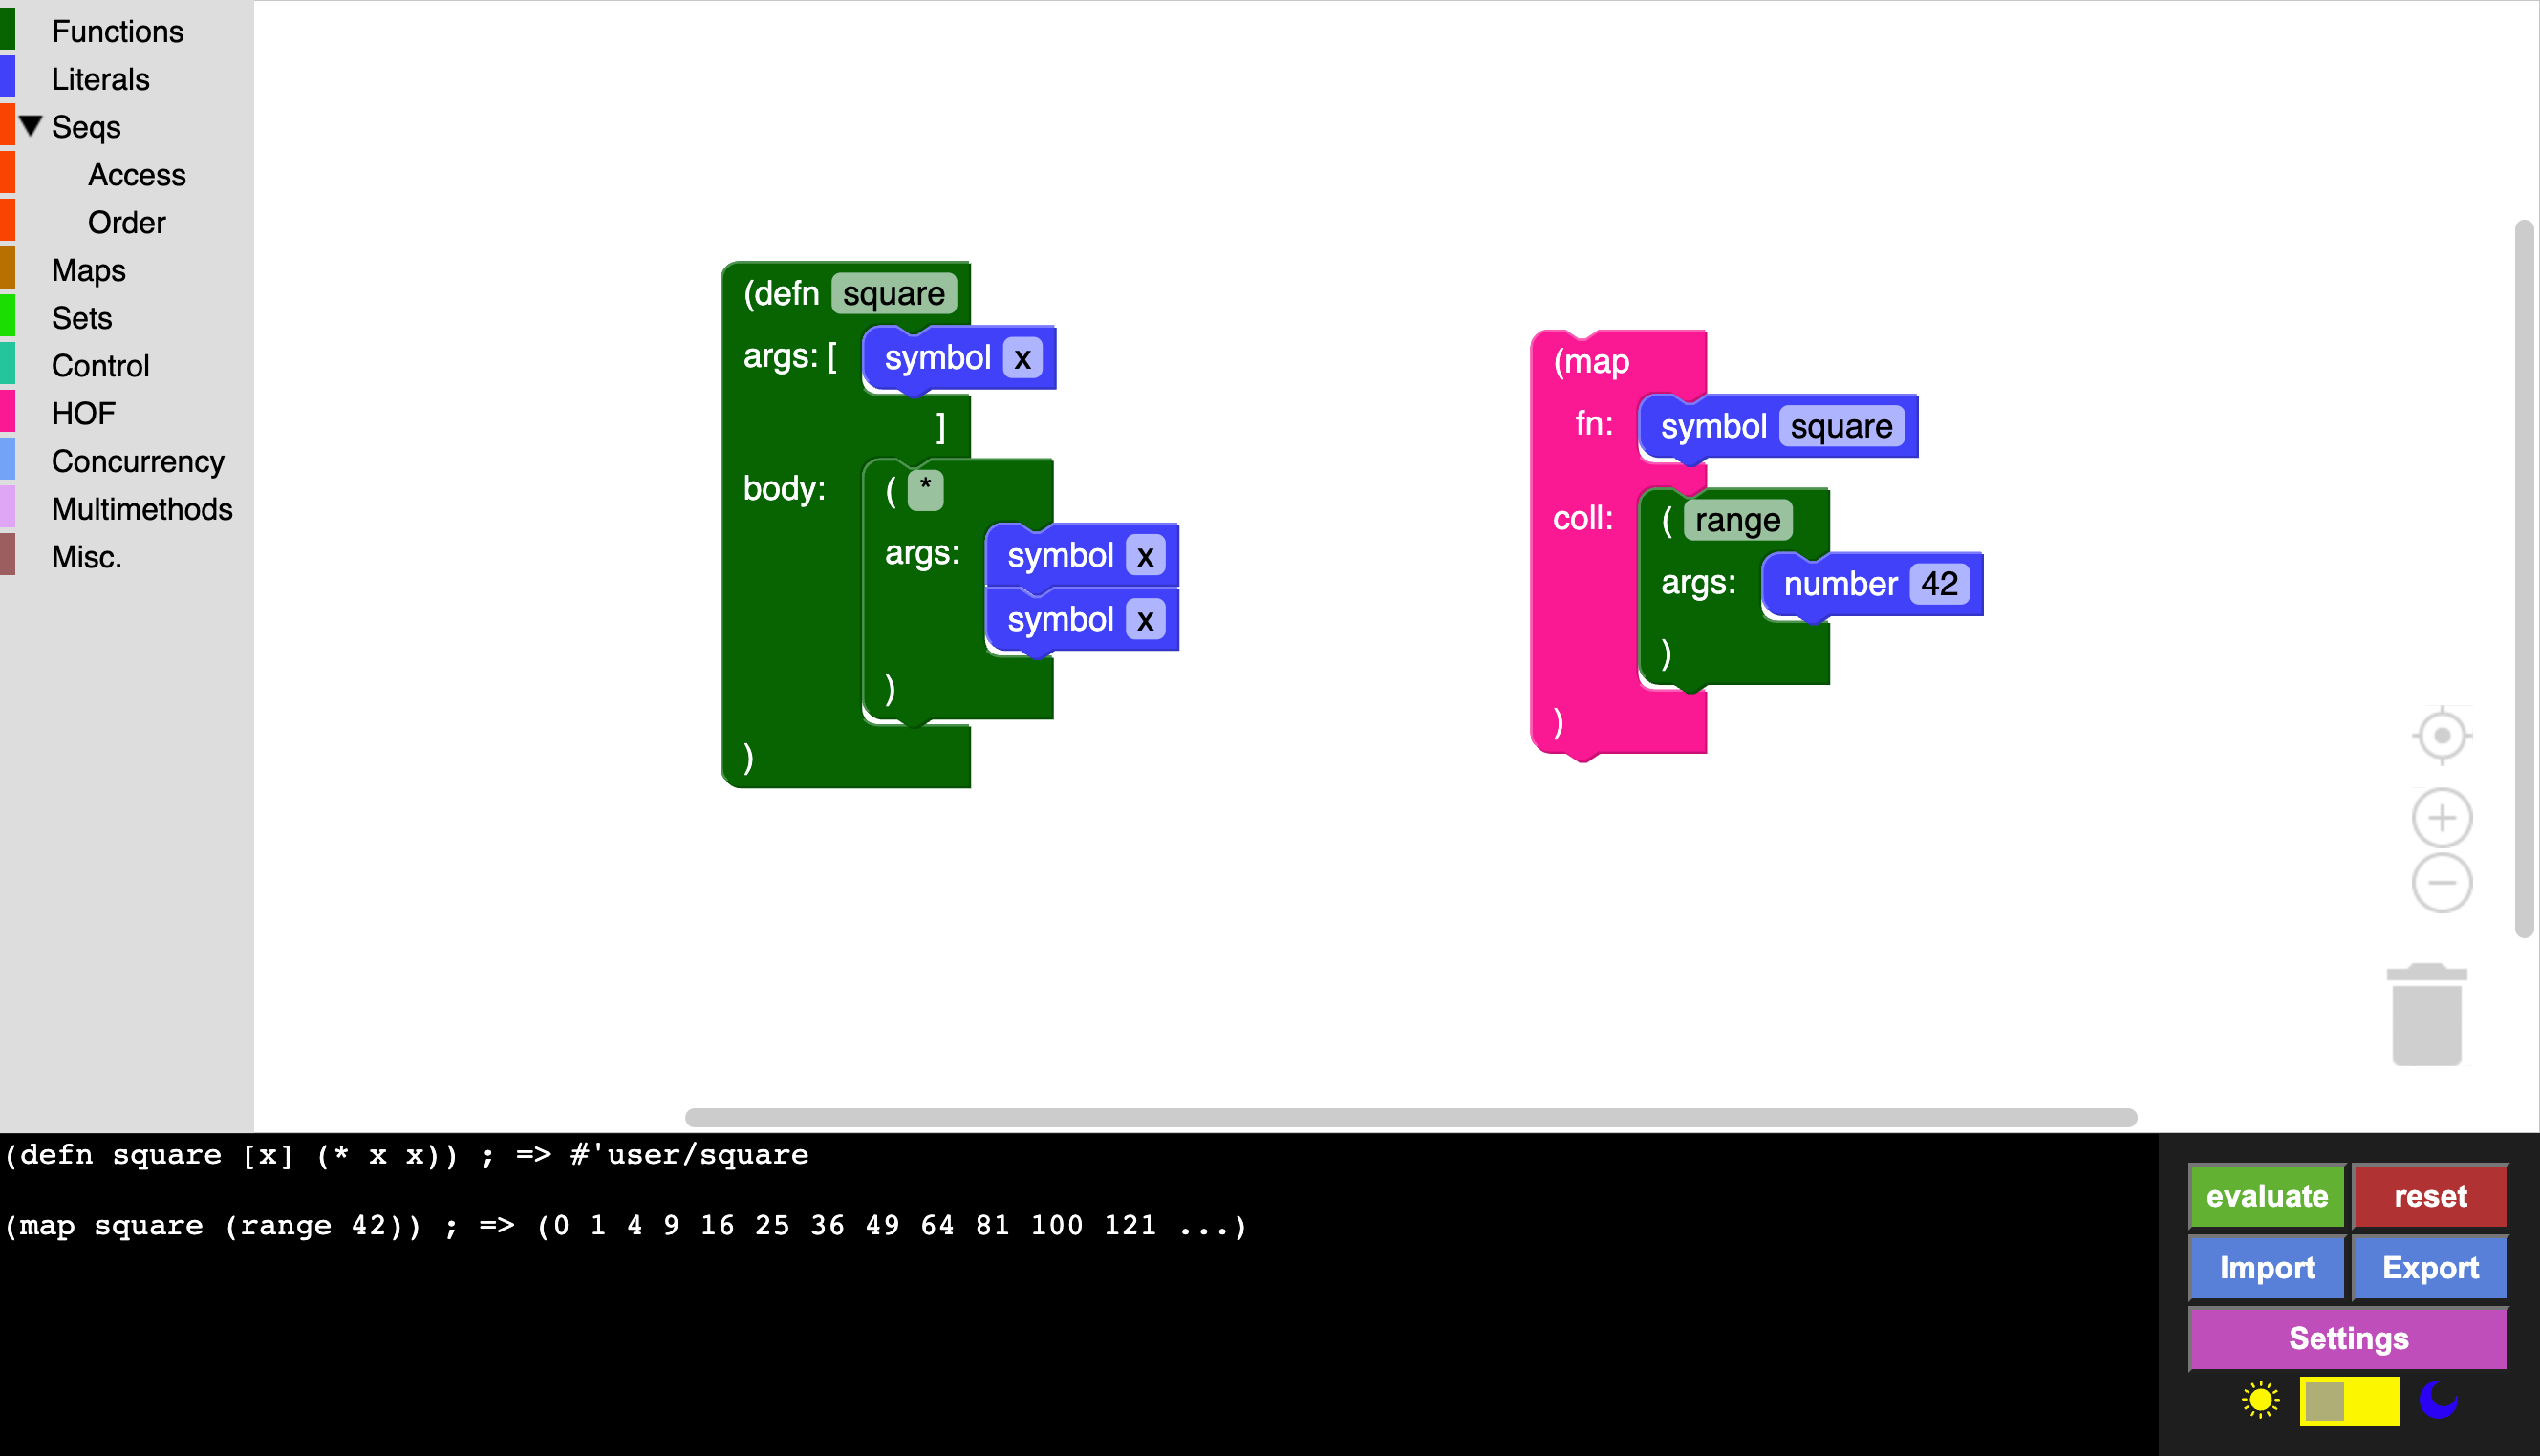 Functions
Literals
▼ Seqs
Access
Order
Maps
Sets
Control
HOF
Concurrency
Multimethods
Misc.
(defn square
args: [ symbol x
]
body: ( *
args: symbol x
symbol x
)
)
(map
fn: symbol square
coll: ( range
args: number 42
)
)
(defn square [x] (* x x)) ; => #'user/square
(map square (range 42)) ; => (0 1 4 9 16 25 36 49 64 81 100 121 ...)
evaluate reset
Import Export
Settings